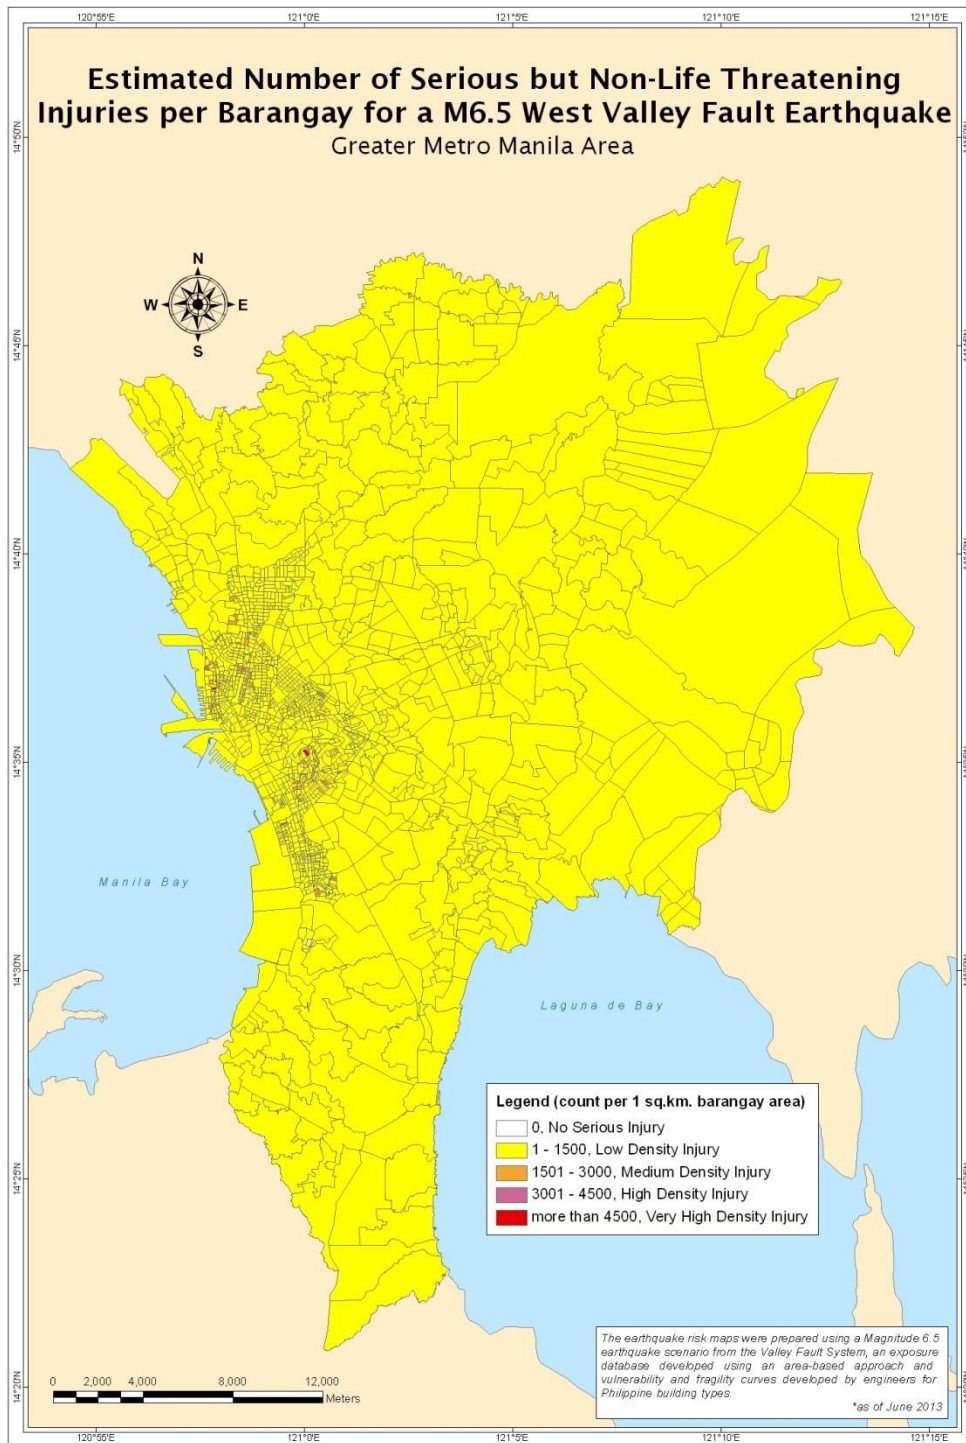 120°55'E 121°0'E 121°5'E 121°10'E 121°15'E
Estimated Number of Serious but Non-Life Threatening
Injuries per Barangay for a M6.5 West Valley Fault Earthquake
Greater Metro Manila Area
14°50'N
N
W E
S
14°45'N
14°40'N
14°35'N
Manila Bay
14°30'N
Laguna de Bay
Legend (count per 1 sq.km. barangay area)
0, No Serious Injury
1 - 1500, Low Density Injury
1501 - 3000, Medium Density Injury
3001 - 4500, High Density Injury
more than 4500, Very High Density Injury
14°25'N
The earthquake risk maps were prepared using a Magnitude 6.5
earthquake scenario from the Valley Fault System, an exposure
database developed using an area-based approach and
vulnerability and fragility curves developed by engineers for
Philippine building types.
*as of June 2013
14°20'N
0 2,000 4,000 8,000 12,000
Meters
120°55'E 121°0'E 121°5'E 121°10'E 121°15'E